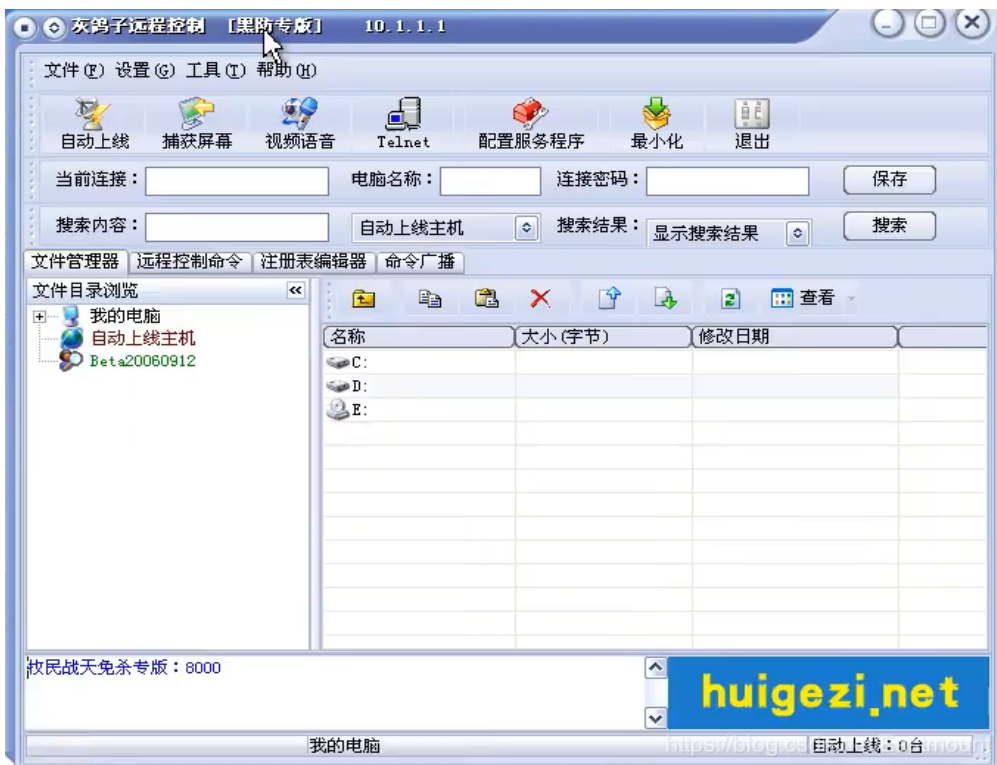 灰鸽子远程控制 [黑防专版] 10.1.1.1
文件(F) 设置(G) 工具(T) 帮助(H)
自动上线 捕获屏幕 视频语音 Telnet 配置服务程序 最小化 退出
当前连接： 电脑名称： 连接密码： 保存
搜索内容： 自动上线主机 搜索结果： 显示搜索结果 搜索
文件管理器 远程控制命令 注册表编辑器 命令广播
文件目录浏览 « 查看
我的电脑
自动上线主机
Beta20060912
名称 大小(字节) 修改日期
C:
D:
E:
牧民战天免杀专版：8000
huigezi.net
我的电脑 自动上线：0台